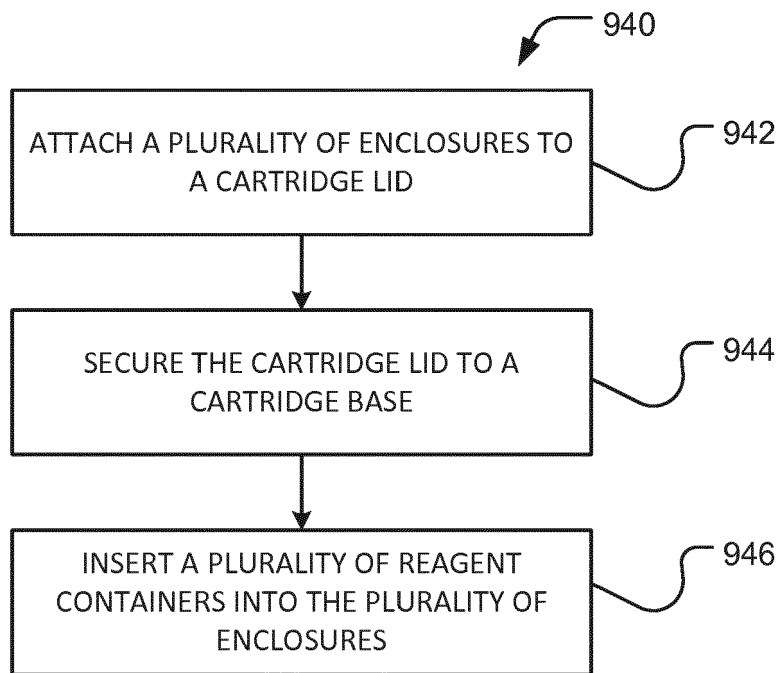 940
ATTACH A PLURALITY OF ENCLOSURES TO
A CARTRIDGE LID
942
SECURE THE CARTRIDGE LID TO A
CARTRIDGE BASE
944
INSERT A PLURALITY OF REAGENT
CONTAINERS INTO THE PLURALITY OF
ENCLOSURES
946